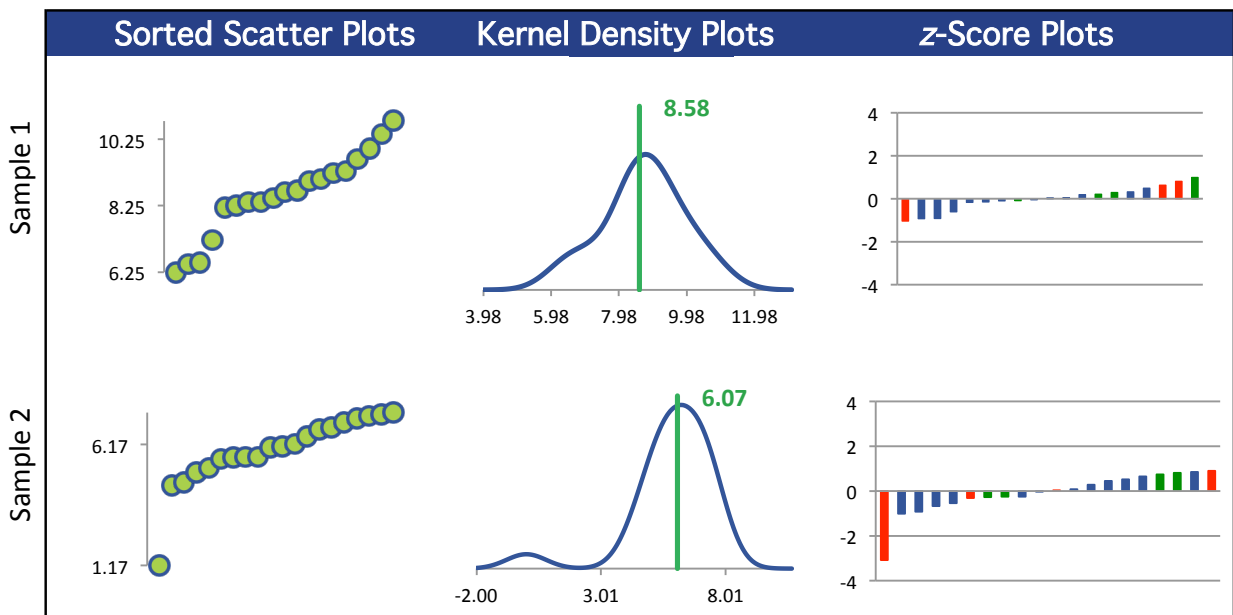 Sorted Scatter Plots
Kernel Density Plots
z-Score Plots
Sample 1
10.25
8.25
6.25
8.58
3.98 5.98 7.98 9.98 11.98
4
2
0
-2
-4
Sample 2
6.17
1.17
6.07
-2.00 3.01 8.01
4
2
0
-2
-4